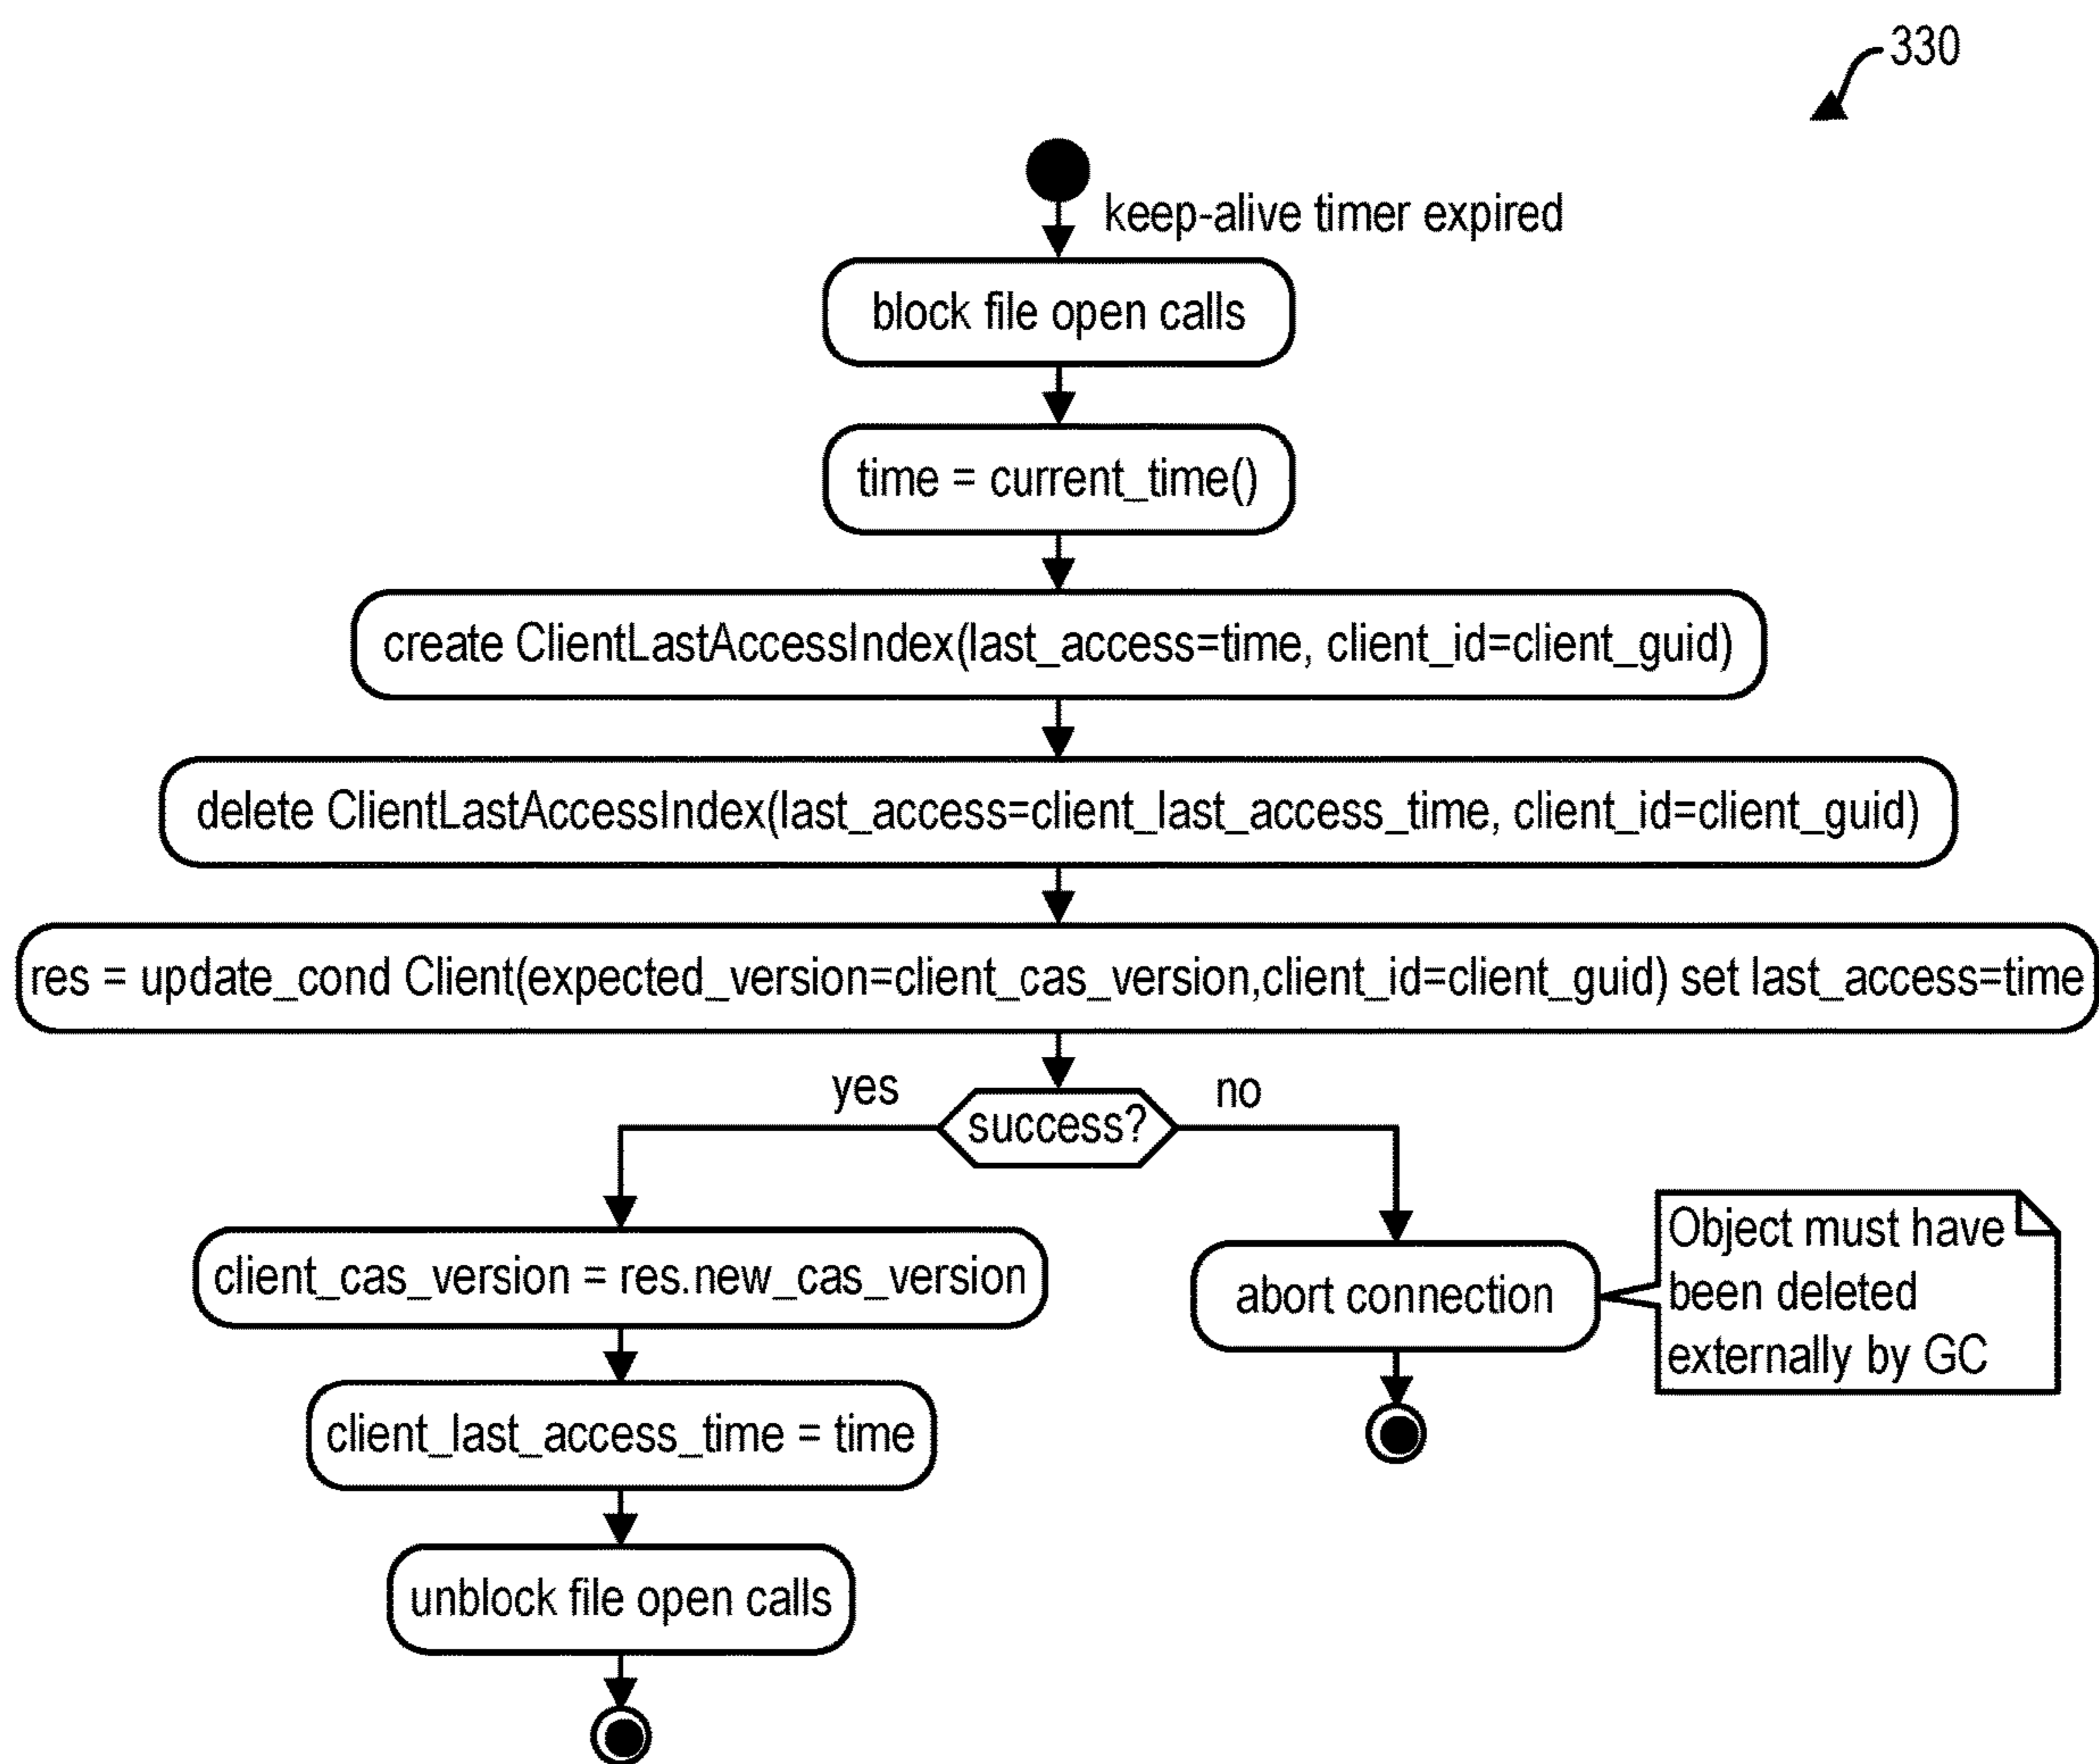 330
keep-alive timer expired
block file open calls
time = current_time()
create ClientLastAccessIndex(last_access=time, client_id=client_guid)
delete ClientLastAccessIndex(last_access=client_last_access_time, client_id=client_guid)
res = update_cond Client(expected_version=client_cas_version,client_id=client_guid) set last_access=time
yes
success?
no
client_cas_version = res.new_cas_version
abort connection
Object must have
been deleted
externally by GC
client_last_access_time = time
unblock file open calls